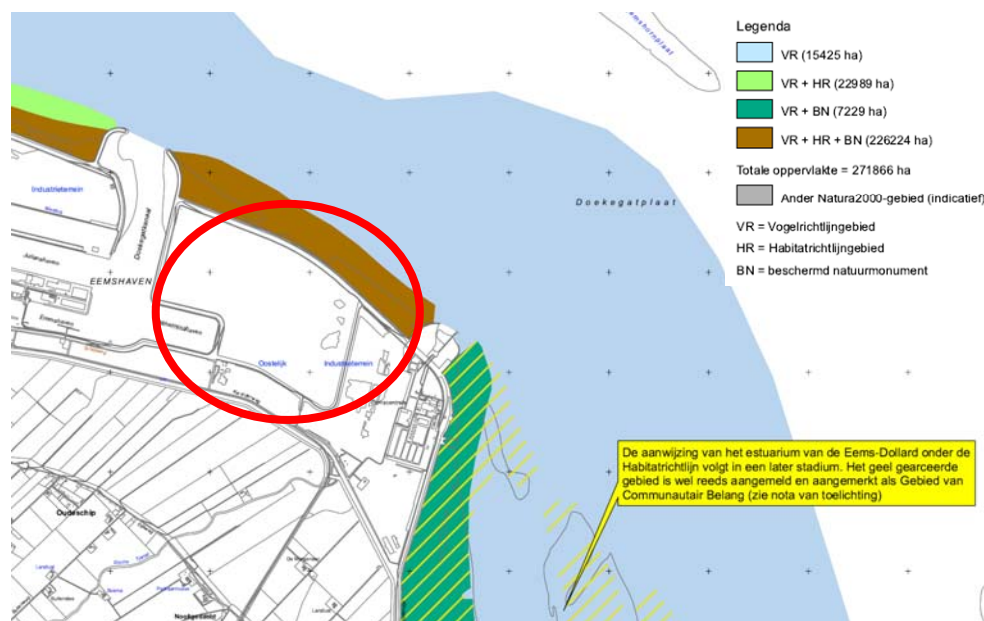 Legenda
VR (15425 ha)
VR + HR (22989 ha)
VR + BN (7229 ha)
VR + HR + BN (226224 ha)
Totale oppervlakte = 271866 ha
Ander Natura2000-gebied (indicatief)
VR = Vogelrichtlijngebied
HR = Habitatrichtlijngebied
BN = beschermd natuurmonument
Doekegatplaat
Industrieterrein
Doekegatkanaal
Julianahaven
EEMSHAVEN
Emmahaven
Oostelijk
Industrieterrein
De aanwijzing van het estuarium van de Eems-Dollard onder de
Habitatrichtlijn volgt in een later stadium. Het geel gearceerde
gebied is wel reeds aangemeld en aangemerkt als Gebied van
Communautair Belang (zie nota van toelichting)
Oudeschip